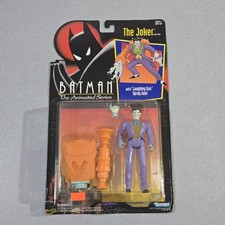 The Joker
with "Laughing Gas"
Spray Gun!
BATMAN
The Animated Series
Kenner